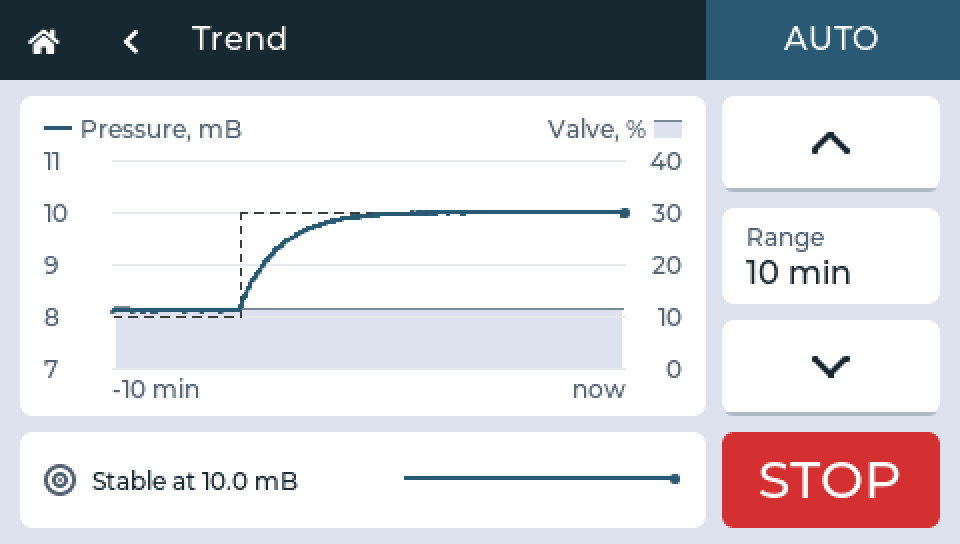 Trend
AUTO
Pressure, mB
Valve, %
11
40
10
30
9
20
8
10
7
0
-10 min
now
Range
10 min
Stable at 10.0 mB
STOP